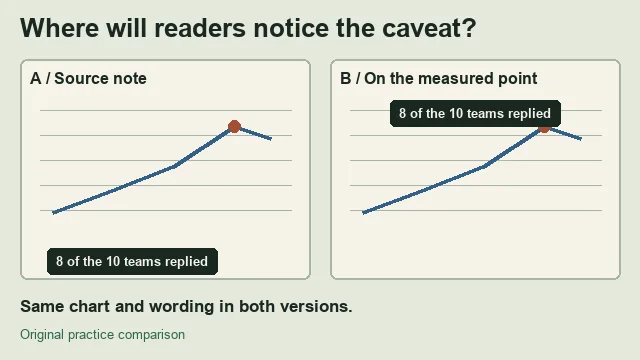 Where will readers notice the caveat?
A / Source note
8 of the 10 teams replied
B / On the measured point
8 of the 10 teams replied
Same chart and wording in both versions.
Original practice comparison